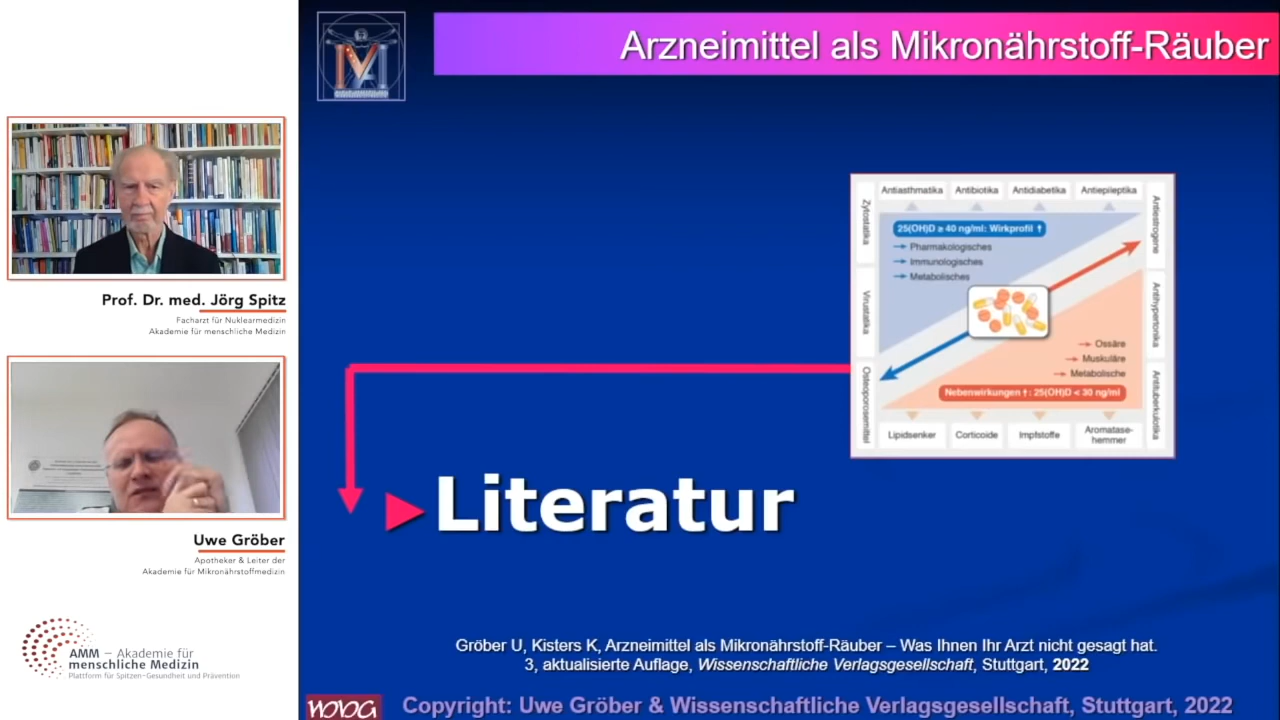 Arzneimittel als Mikronährstoff-Räuber
Prof. Dr. med. Jörg Spitz
Facharzt für Nuklearmedizin
Akademie für menschliche Medizin
Uwe Gröber
Apotheker & Leiter der
Akademie für Mikronährstoffmedizin
AMM – Akademie für
menschliche Medizin
Plattform für Spitzen-Gesundheit und Prävention
Antiasthmatika Antibiotika Antidiabetika Antiepileptika
Zytostatika
Virustatika
Osteoporosemittel
25(OH)D ≥ 40 ng/ml: Wirkprofil ↑
→ Pharmakologisches
→ Immunologisches
→ Metabolisches
Antiestrogene
Antihypertonika
Antituberkulotika
→ Ossäre
→ Muskuläre
→ Metabolische
Nebenwirkungen ↑: 25(OH)D < 30 ng/ml
Lipidsenker Corticoide Impfstoffe Aromatase-
hemmer
Literatur
Gröber U, Kisters K, Arzneimittel als Mikronährstoff-Räuber – Was Ihnen Ihr Arzt nicht gesagt hat.
3, aktualisierte Auflage, Wissenschaftliche Verlagsgesellschaft, Stuttgart, 2022
Copyright: Uwe Gröber & Wissenschaftliche Verlagsgesellschaft, Stuttgart, 2022